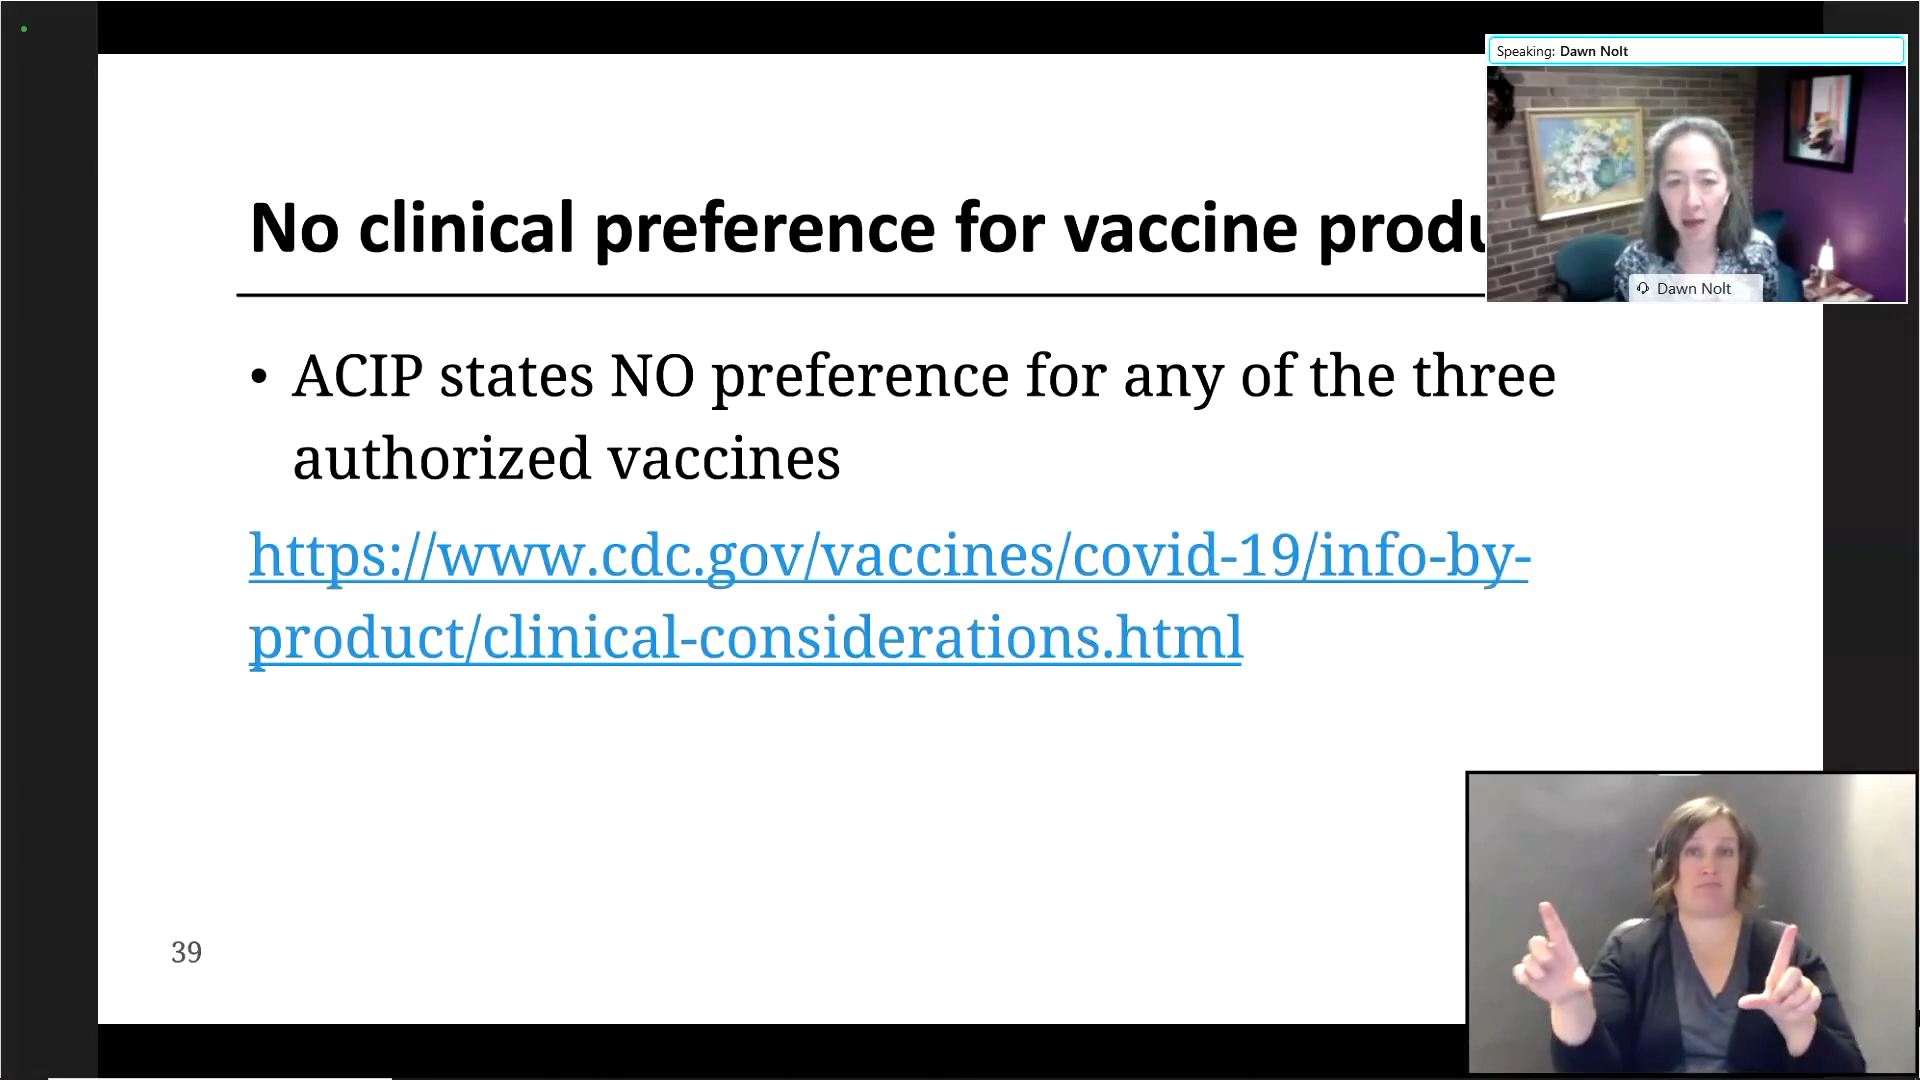 Speaking: Dawn Nolt
Dawn Nolt
No clinical preference for vaccine
• ACIP states NO preference for any of the three
authorized vaccines
https://www.cdc.gov/vaccines/covid-19/info-by-
product/clinical-considerations.html
39